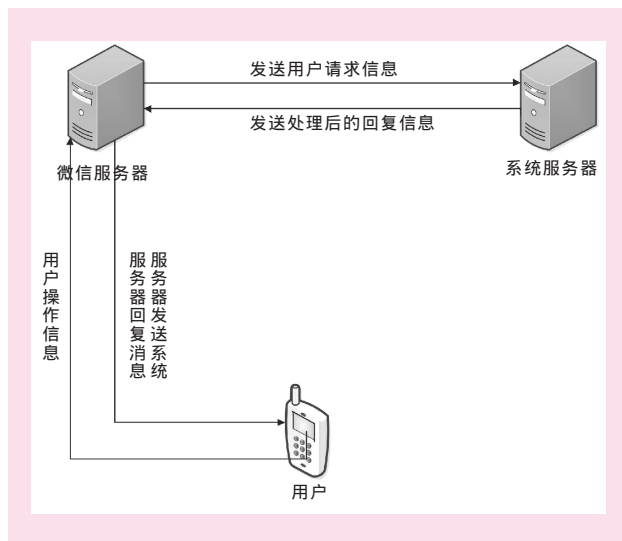 发送用户请求信息
发送处理后的回复信息
微信服务器
系统服务器
用户操作信息
服务器发送系统
服务器回复消息
用户